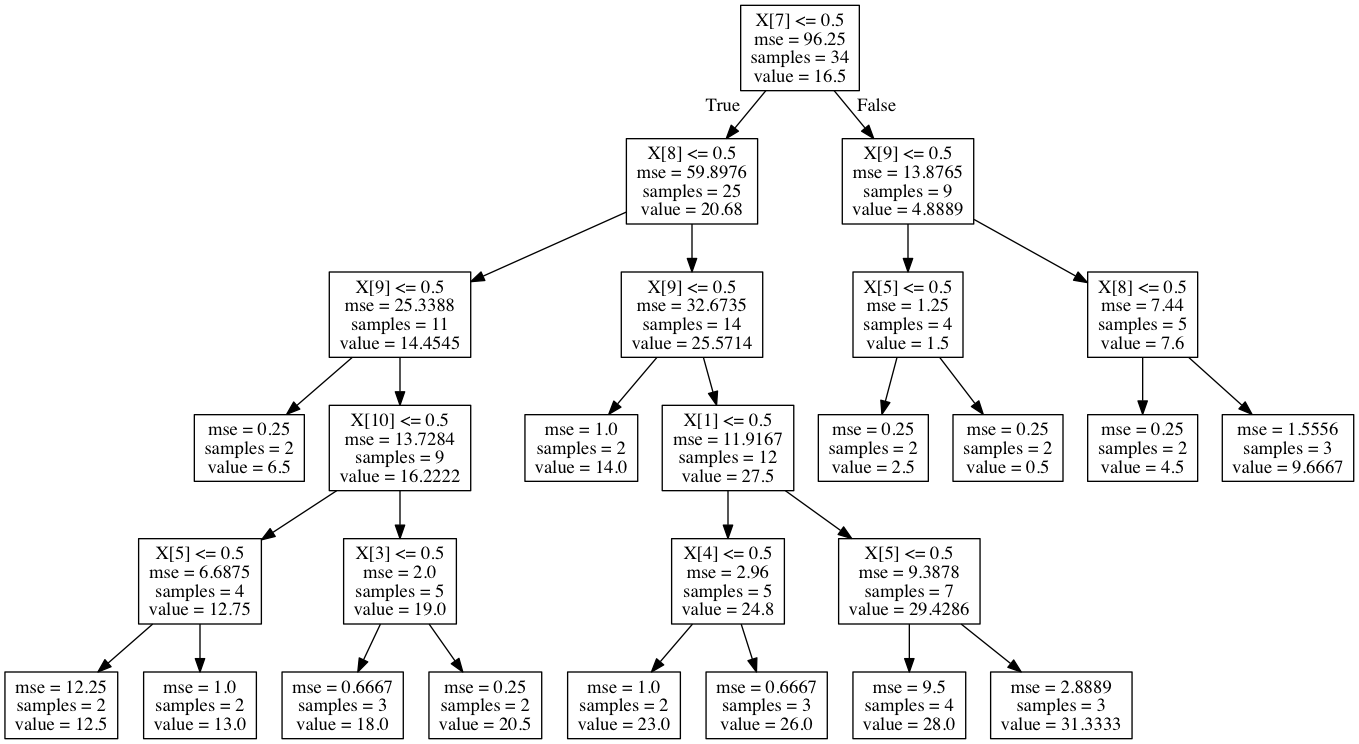 X[7] <= 0.5
mse = 96.25
samples = 34
value = 16.5
True
False
X[8] <= 0.5
mse = 59.8976
samples = 25
value = 20.68
X[9] <= 0.5
mse = 13.8765
samples = 9
value = 4.8889
X[9] <= 0.5
mse = 25.3388
samples = 11
value = 14.4545
X[9] <= 0.5
mse = 32.6735
samples = 14
value = 25.5714
X[5] <= 0.5
mse = 1.25
samples = 4
value = 1.5
X[8] <= 0.5
mse = 7.44
samples = 5
value = 7.6
mse = 0.25
samples = 2
value = 6.5
X[10] <= 0.5
mse = 13.7284
samples = 9
value = 16.2222
mse = 1.0
samples = 2
value = 14.0
X[1] <= 0.5
mse = 11.9167
samples = 12
value = 27.5
mse = 0.25
samples = 2
value = 2.5
mse = 0.25
samples = 2
value = 0.5
mse = 0.25
samples = 2
value = 4.5
mse = 1.5556
samples = 3
value = 9.6667
X[5] <= 0.5
mse = 6.6875
samples = 4
value = 12.75
X[3] <= 0.5
mse = 2.0
samples = 5
value = 19.0
X[4] <= 0.5
mse = 2.96
samples = 5
value = 24.8
X[5] <= 0.5
mse = 9.3878
samples = 7
value = 29.4286
mse = 12.25
samples = 2
value = 12.5
mse = 1.0
samples = 2
value = 13.0
mse = 0.6667
samples = 3
value = 18.0
mse = 0.25
samples = 2
value = 20.5
mse = 1.0
samples = 2
value = 23.0
mse = 0.6667
samples = 3
value = 26.0
mse = 9.5
samples = 4
value = 28.0
mse = 2.8889
samples = 3
value = 31.3333